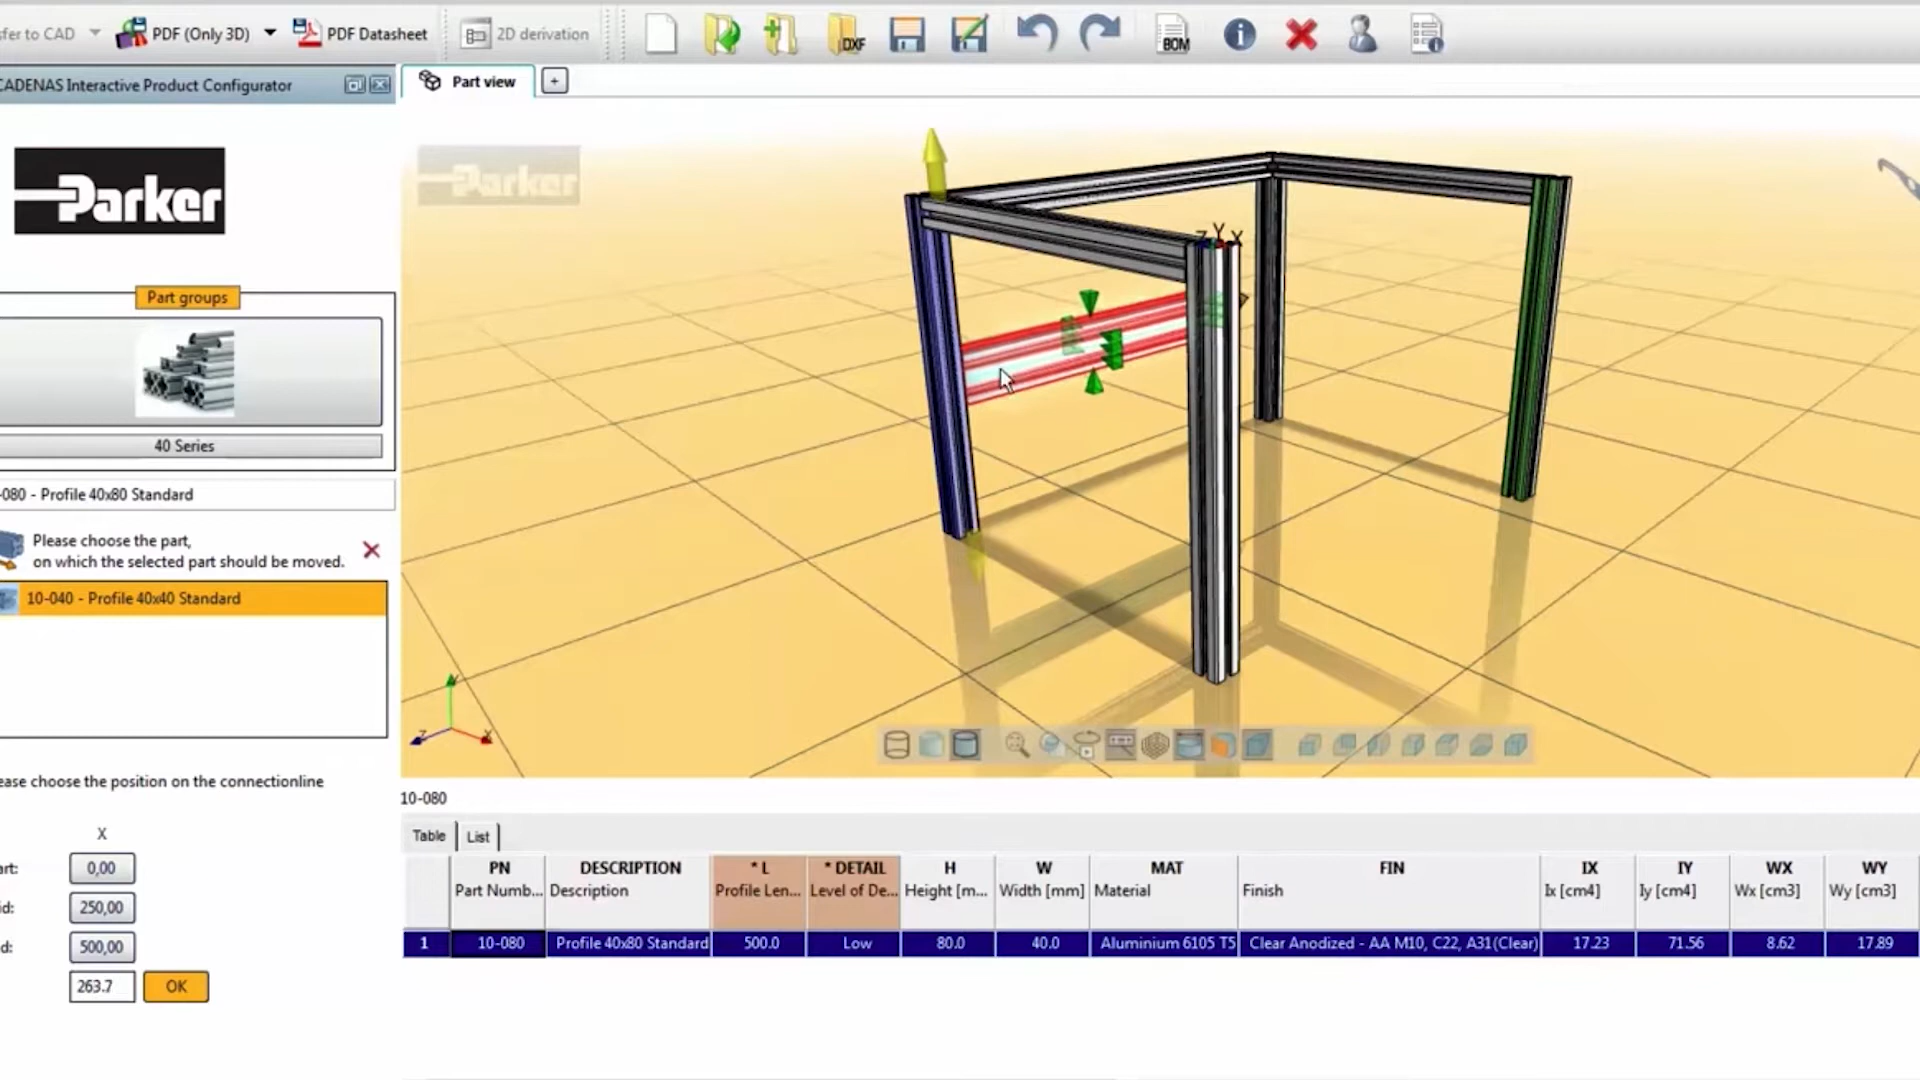 fer to CAD PDF (Only 3D) PDF Datasheet 2D derivation DXF BOM
CADENAS Interactive Product Configurator
Part view +
Parker
Parker
Part groups
40 Series
-080 - Profile 40x80 Standard
Please choose the part,
on which the selected part should be moved.
10-040 - Profile 40x40 Standard
ease choose the position on the connectionline
X
art: 0,00
id: 250,00
d: 500,00
263.7 OK
Z Y X
Z X
10-080
Table List
PN DESCRIPTION * L * DETAIL H W MAT FIN IX IY WX WY
Part Numb... Description Profile Len... Level of De... Height [m... Width [mm] Material Finish Ix [cm4] Iy [cm4] Wx [cm3] Wy [cm3]
1 10-080 Profile 40x80 Standard 500.0 Low 80.0 40.0 Aluminium 6105 T5 Clear Anodized - AA M10, C22, A31(Clear) 17.23 71.56 8.62 17.89